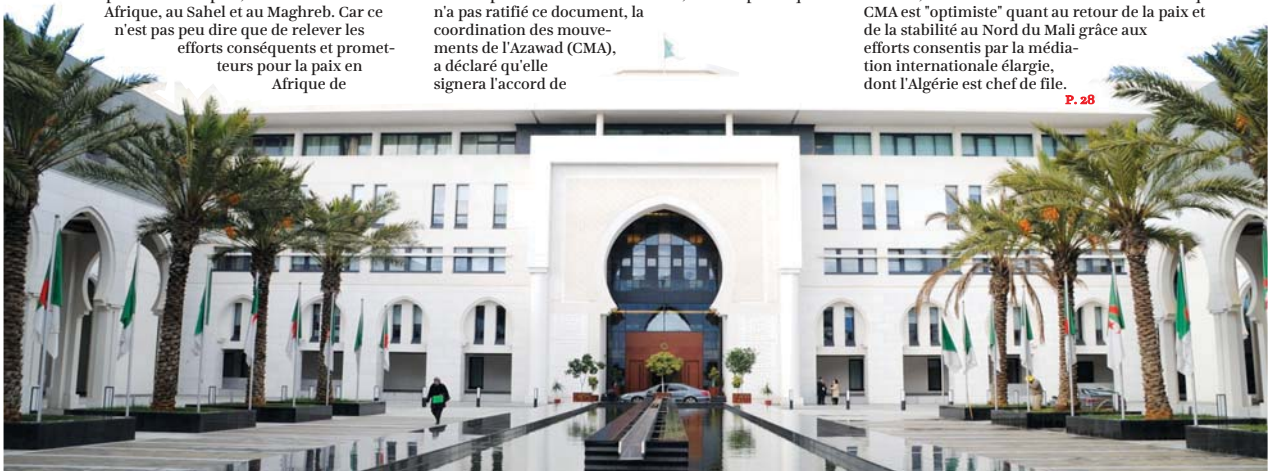 Afrique, au Sahel et au Maghreb. Car ce
n'est pas peu dire que de relever les
efforts conséquents et promet-
teurs pour la paix en
Afrique de
n'a pas ratifié ce document, la
coordination des mouve-
ments de l'Azawad (CMA),
a déclaré qu'elle
signera l'accord de
CMA est "optimiste" quant au retour de la paix et
de la stabilité au Nord du Mali grâce aux
efforts consentis par la média-
tion internationale élargie,
dont l'Algérie est chef de file.
P. 28